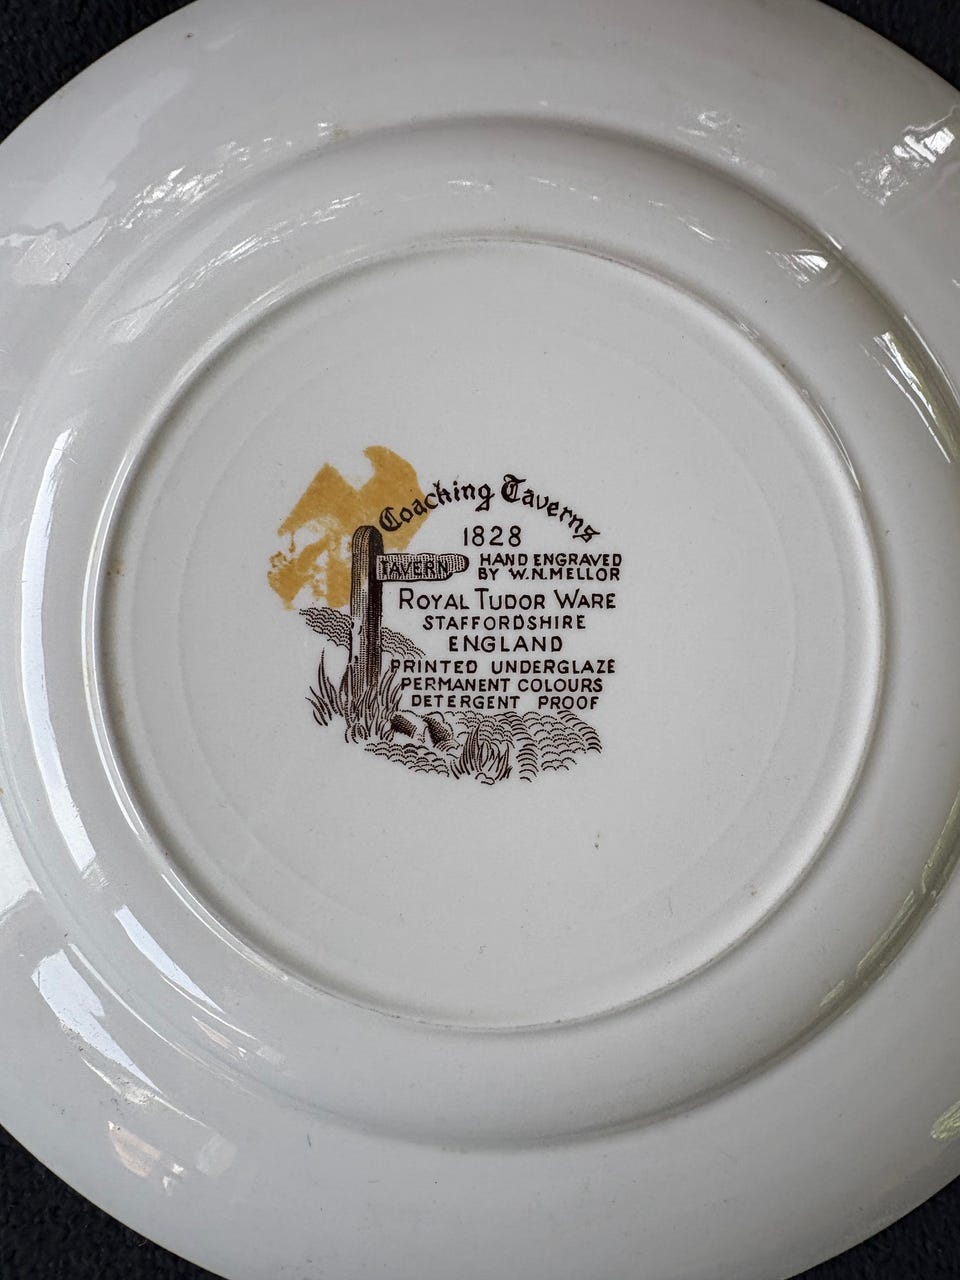 Coaching Taverns
1828
TAVERN
HAND ENGRAVED
BY W.N.MELLOR
ROYAL TUDOR WARE
STAFFORDSHIRE
ENGLAND
PRINTED UNDERGLAZE
PERMANENT COLOURS
DETERGENT PROOF